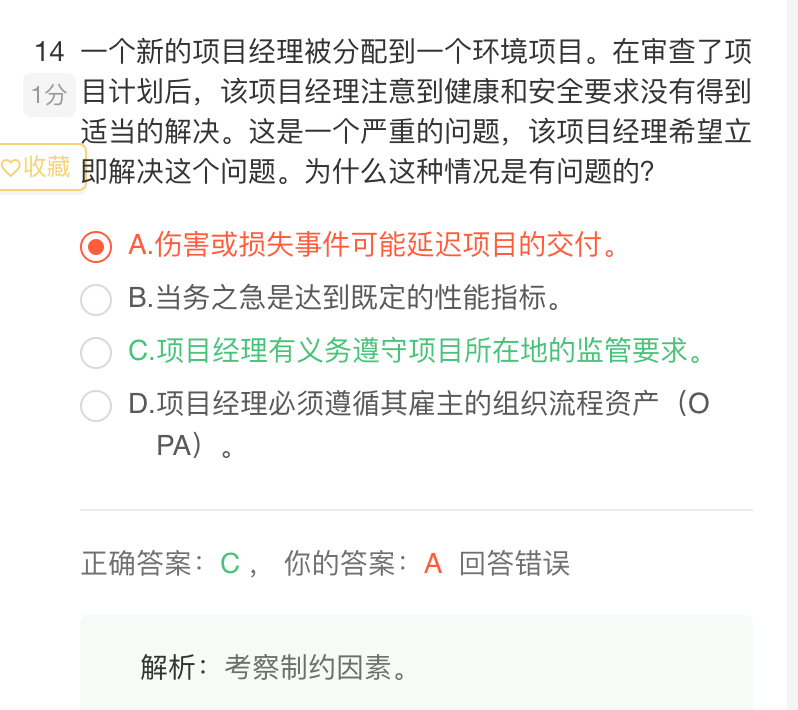 14 一个新的项目经理被分配到一个环境项目。在审查了项
1分 目计划后，该项目经理注意到健康和安全要求没有得到
适当的解决。这是一个严重的问题，该项目经理希望立
收藏 即解决这个问题。为什么这种情况是有问题的?
A.伤害或损失事件可能延迟项目的交付。
B.当务之急是达到既定的性能指标。
C.项目经理有义务遵守项目所在地的监管要求。
D.项目经理必须遵循其雇主的组织流程资产（O
PA）。
正确答案：C， 你的答案：A 回答错误
解析：考察制约因素。